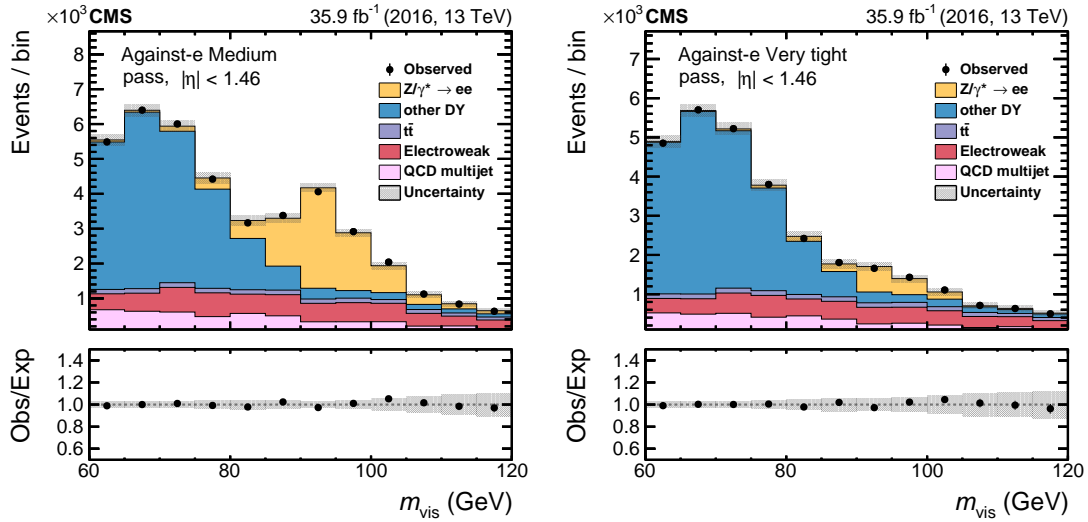 ×10³ CMS 35.9 fb⁻¹ (2016, 13 TeV)
Events / bin
8
7
6
5
4
3
2
1
Against-e Medium
pass, |η| < 1.46
Observed
Z/γ* → ee
other DY
tt̄
Electroweak
QCD multijet
Uncertainty
Obs/Exp
1.4
1.2
1.0
0.8
0.6
60 80 100 120
m_vis (GeV)
×10³ CMS 35.9 fb⁻¹ (2016, 13 TeV)
Events / bin
7
6
5
4
3
2
1
Against-e Very tight
pass, |η| < 1.46
Observed
Z/γ* → ee
other DY
tt̄
Electroweak
QCD multijet
Uncertainty
Obs/Exp
1.4
1.2
1.0
0.8
0.6
60 80 100 120
m_vis (GeV)